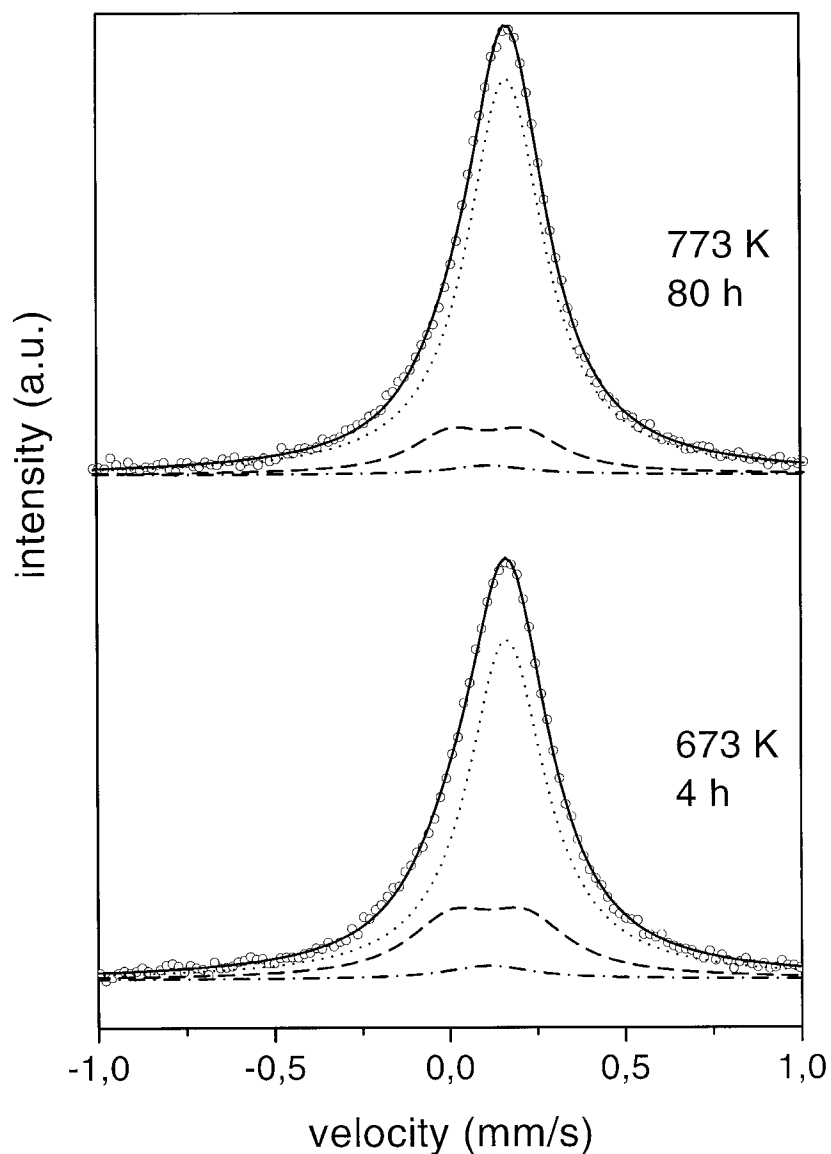 intensity (a.u.)
773 K
80 h
673 K
4 h
-1,0 -0,5 0,0 0,5 1,0
velocity (mm/s)